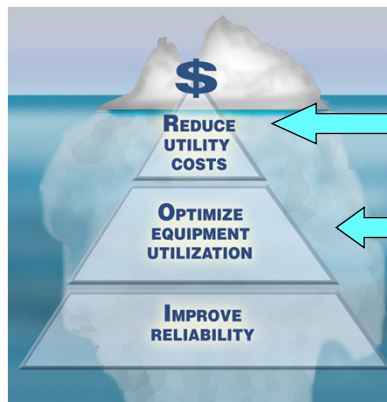 $
REDUCE
UTILITY
COSTS
OPTIMIZE
EQUIPMENT
UTILIZATION
IMPROVE
RELIABILITY